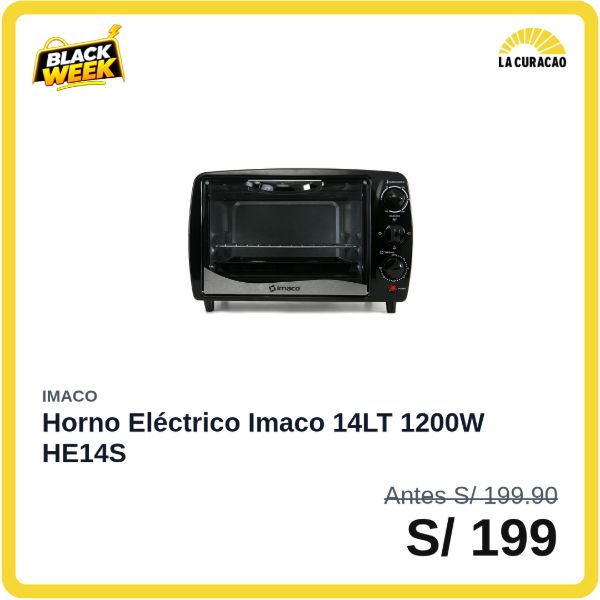 BLACK
WEEK
LA CURACAO
imaco
IMACO
Horno Eléctrico Imaco 14LT 1200W
HE14S
Antes S/ 199.90
S/ 199